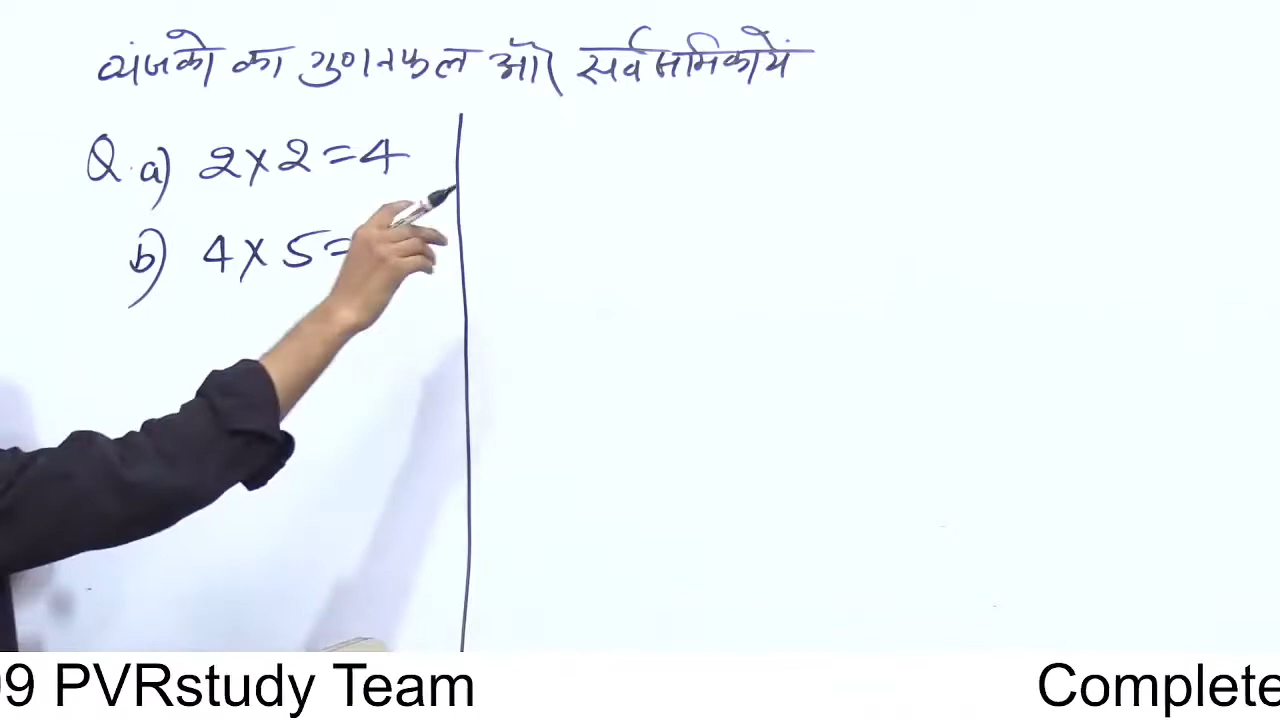 व्यंजको का गुणनफल और सर्वसमिकायें
Q.a) 2×2=4
b) 4×5=
9 PVRstudy Team
Complete